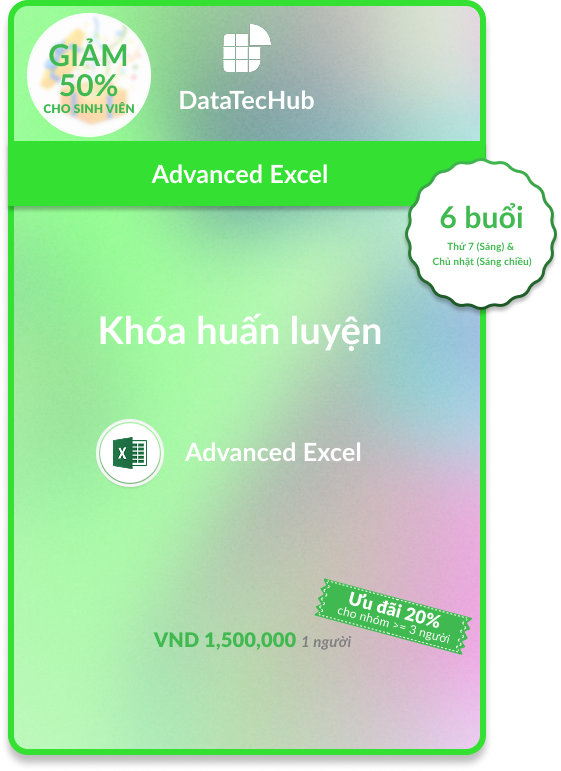 GIẢM
50%
CHO SINH VIÊN
DataTecHub
Advanced Excel
6 buổi
Thứ 7 (Sáng) &
Chủ nhật (Sáng chiều)
Khóa huấn luyện
X
Advanced Excel
Ưu đãi 20%
cho nhóm >= 3 người
VND 1,500,000 1 người